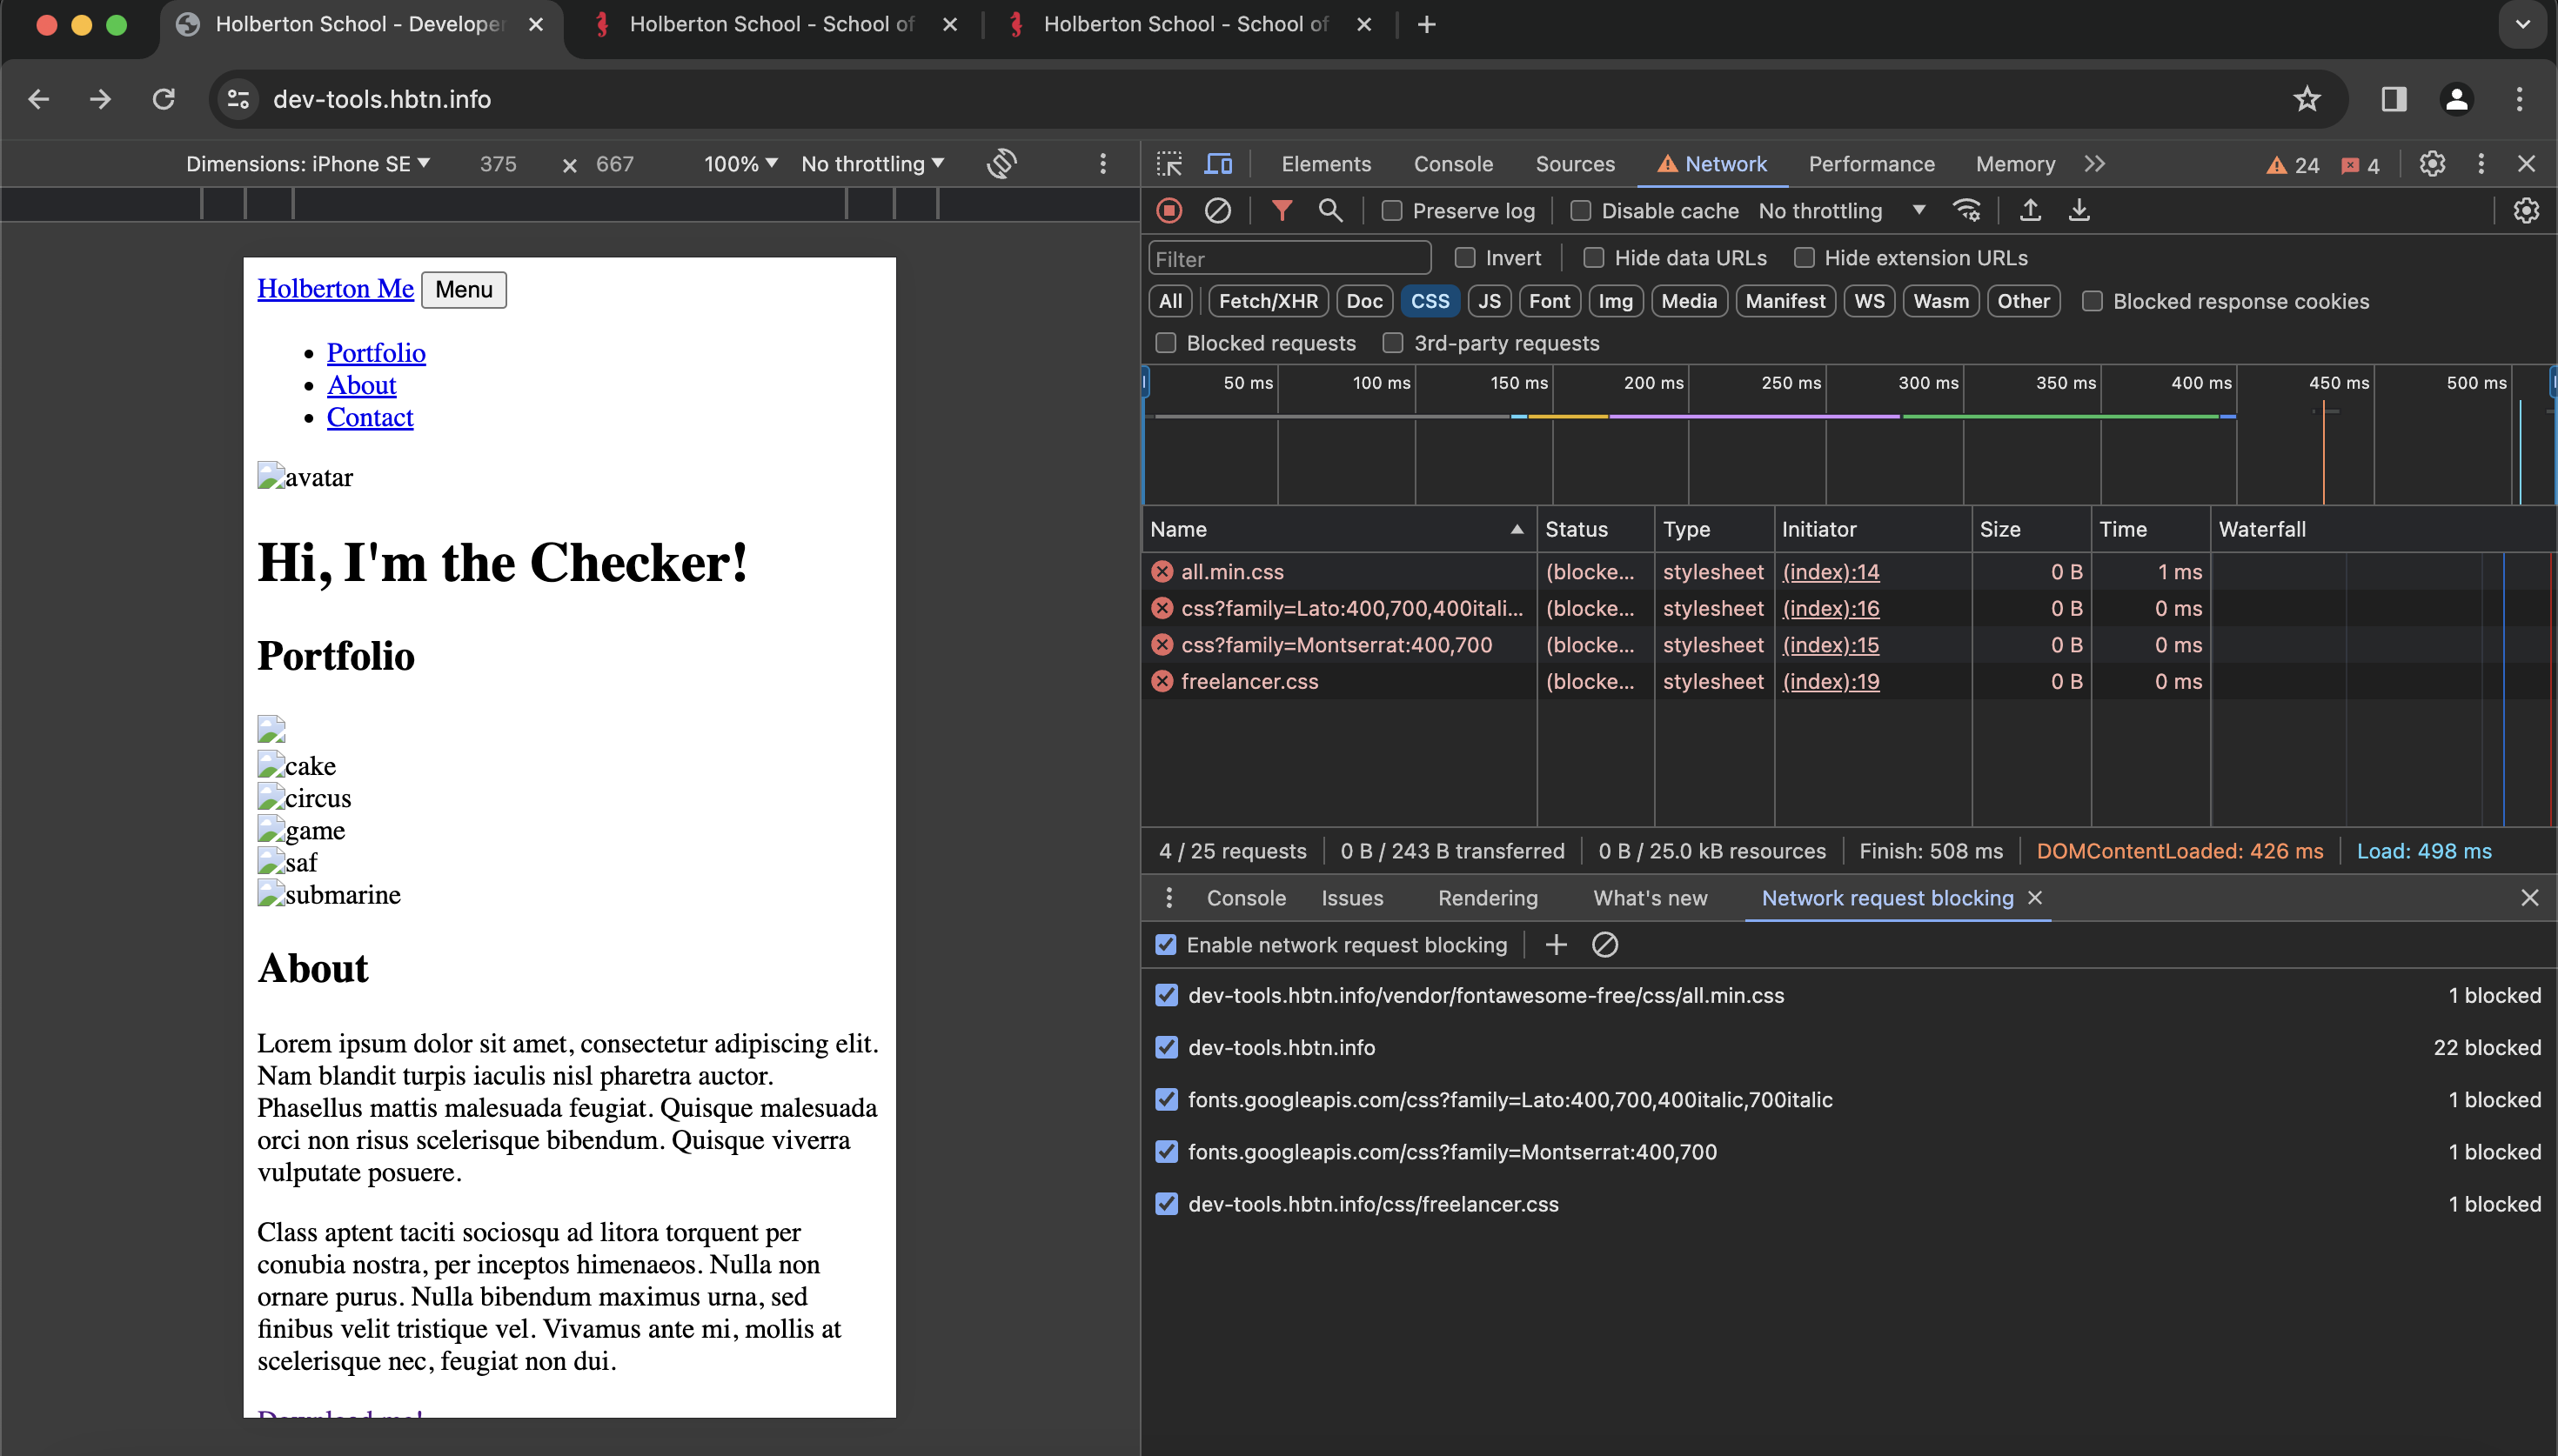 Holberton School - Developer
Holberton School - School of
Holberton School - School of
dev-tools.hbtn.info
Dimensions: iPhone SE 375 × 667 100% No throttling
Elements Console Sources Network Performance Memory 24 4
Preserve log Disable cache No throttling
Filter Invert Hide data URLs Hide extension URLs
All Fetch/XHR Doc CSS JS Font Img Media Manifest WS Wasm Other Blocked response cookies
Blocked requests 3rd-party requests
50 ms 100 ms 150 ms 200 ms 250 ms 300 ms 350 ms 400 ms 450 ms 500 ms
Name Status Type Initiator Size Time Waterfall
all.min.css (blocke... stylesheet (index):14 0 B 1 ms
css?family=Lato:400,700,400itali... (blocke... stylesheet (index):16 0 B 0 ms
css?family=Montserrat:400,700 (blocke... stylesheet (index):15 0 B 0 ms
freelancer.css (blocke... stylesheet (index):19 0 B 0 ms
4 / 25 requests 0 B / 243 B transferred 0 B / 25.0 kB resources Finish: 508 ms DOMContentLoaded: 426 ms Load: 498 ms
Console Issues Rendering What's new Network request blocking
Enable network request blocking
dev-tools.hbtn.info/vendor/fontawesome-free/css/all.min.css 1 blocked
dev-tools.hbtn.info 22 blocked
fonts.googleapis.com/css?family=Lato:400,700,400italic,700italic 1 blocked
fonts.googleapis.com/css?family=Montserrat:400,700 1 blocked
dev-tools.hbtn.info/css/freelancer.css 1 blocked
Holberton Me Menu
Portfolio
About
Contact
avatar
Hi, I'm the Checker!
Portfolio
cake
circus
game
saf
submarine
About
Lorem ipsum dolor sit amet, consectetur adipiscing elit.
Nam blandit turpis iaculis nisl pharetra auctor.
Phasellus mattis malesuada feugiat. Quisque malesuada
orci non risus scelerisque bibendum. Quisque viverra
vulputate posuere.
Class aptent taciti sociosqu ad litora torquent per
conubia nostra, per inceptos himenaeos. Nulla non
ornare purus. Nulla bibendum maximus urna, sed
finibus velit tristique vel. Vivamus ante mi, mollis at
scelerisque nec, feugiat non dui.
Download me!